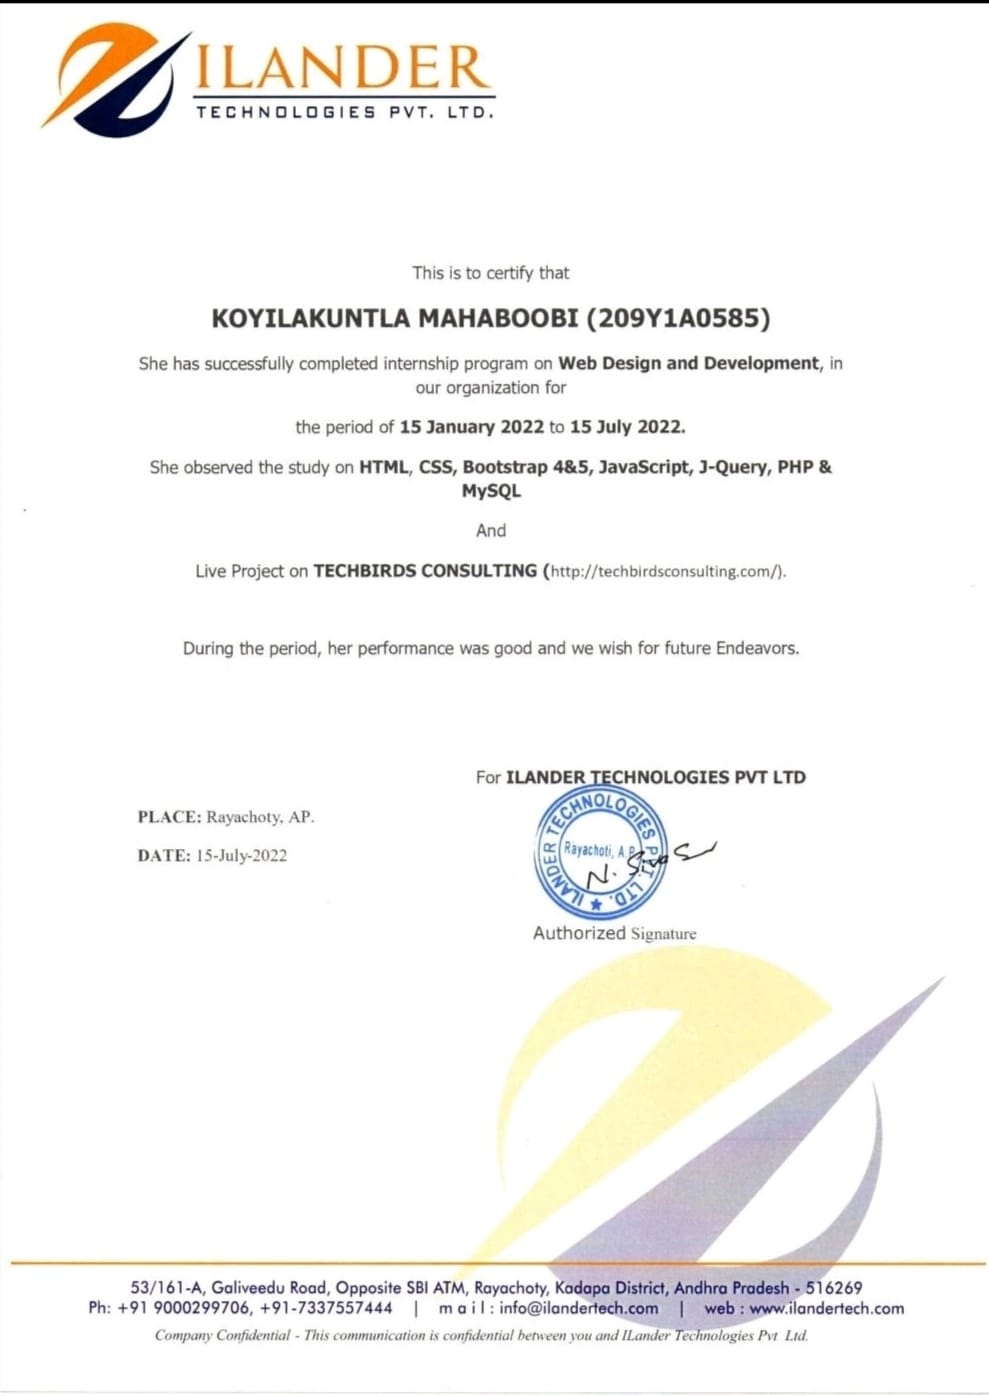 ILANDER
TECHNOLOGIES PVT. LTD.
This is to certify that
KOYILAKUNTLA MAHABOOBI (209Y1A0585)
She has successfully completed internship program on Web Design and Development, in
our organization for
the period of 15 January 2022 to 15 July 2022.
She observed the study on HTML, CSS, Bootstrap 4&5, JavaScript, J-Query, PHP &
MySQL
And
Live Project on TECHBIRDS CONSULTING (http://techbirdsconsulting.com/).
During the period, her performance was good and we wish for future Endeavors.
For ILANDER TECHNOLOGIES PVT LTD
PLACE: Rayachoty, AP.
DATE: 15-July-2022
ILANDER TECHNOLOGIES PVT. LTD.
Rayachoti, A.P.
N. Siva S
Authorized Signature
53/161-A, Galiveedu Road, Opposite SBI ATM, Rayachoty, Kadapa District, Andhra Pradesh - 516269
Ph: +91 9000299706, +91-7337557444 | mail: info@ilandertech.com | web : www.ilandertech.com
Company Confidential - This communication is confidential between you and ILander Technologies Pvt Ltd.